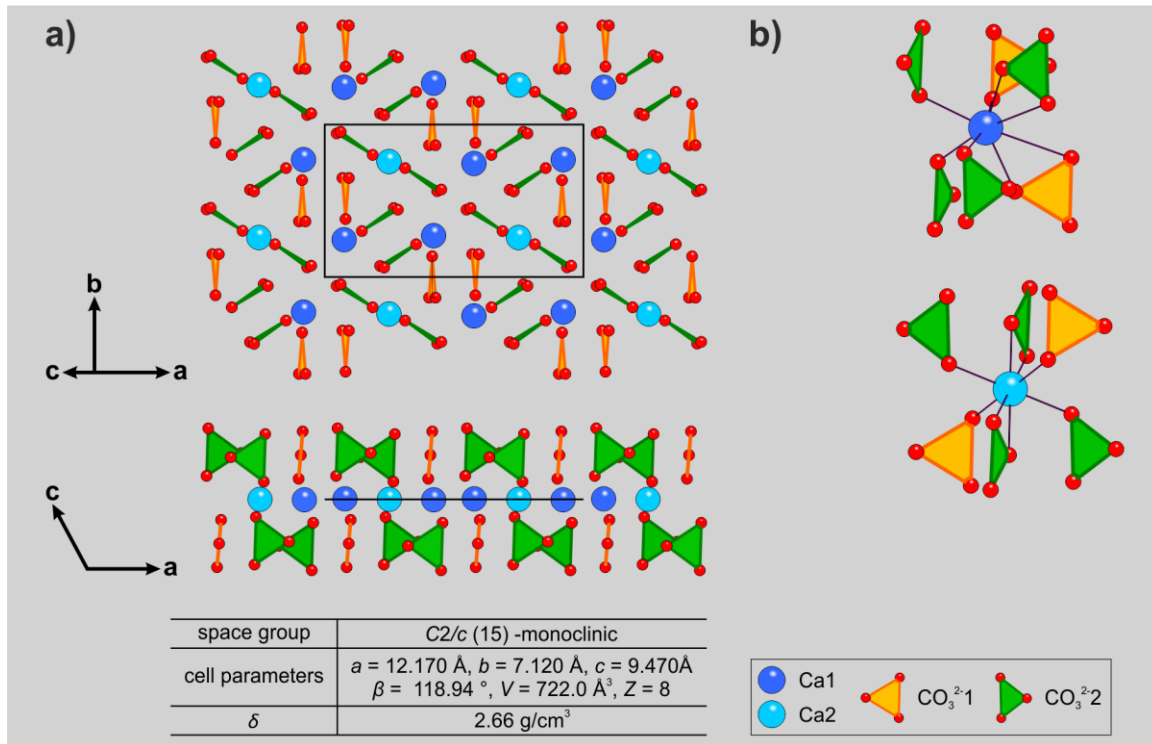 a)
b)
b
c
a
c
a
space group
C2/c (15) -monoclinic
cell parameters
a = 12.170 Å, b = 7.120 Å, c = 9.470Å
β = 118.94 °, V = 722.0 Å³, Z = 8
δ
2.66 g/cm³
Ca1
Ca2
CO₃²⁻1
CO₃²⁻2